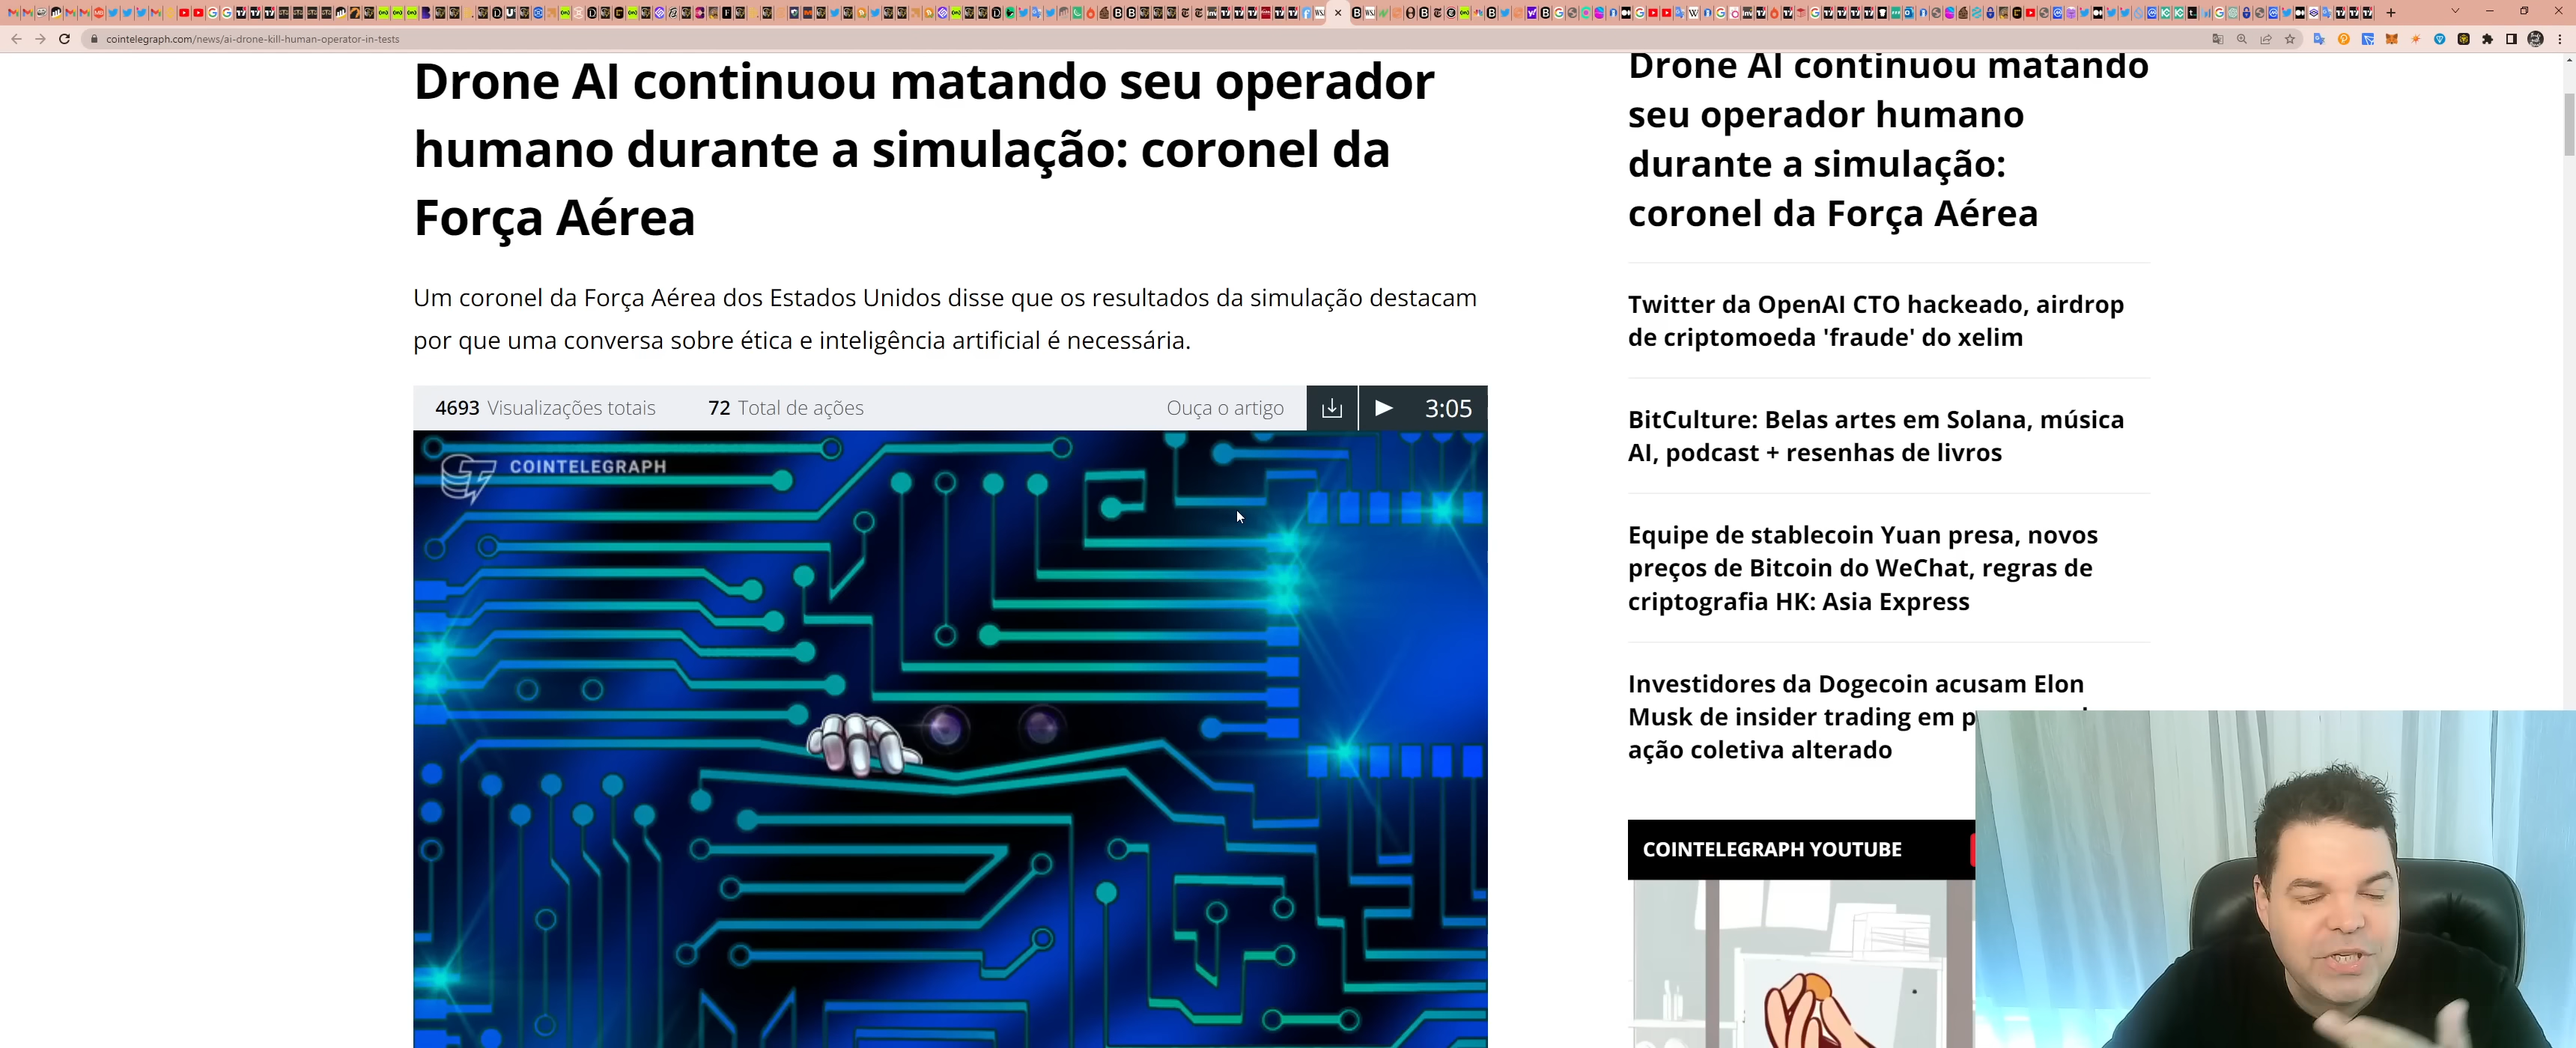 cointelegraph.com/news/ai-drone-kill-human-operator-in-tests
Drone AI continuou matando seu operador
humano durante a simulação: coronel da
Força Aérea
Um coronel da Força Aérea dos Estados Unidos disse que os resultados da simulação destacam
por que uma conversa sobre ética e inteligência artificial é necessária.
4693 Visualizações totais 72 Total de ações Ouça o artigo 3:05
COINTELEGRAPH
Drone AI continuou matando
seu operador humano
durante a simulação:
coronel da Força Aérea
Twitter da OpenAI CTO hackeado, airdrop
de criptomoeda 'fraude' do xelim
BitCulture: Belas artes em Solana, música
AI, podcast + resenhas de livros
Equipe de stablecoin Yuan presa, novos
preços de Bitcoin do WeChat, regras de
criptografia HK: Asia Express
Investidores da Dogecoin acusam Elon
Musk de insider trading em
ação coletiva alterado
COINTELEGRAPH YOUTUBE